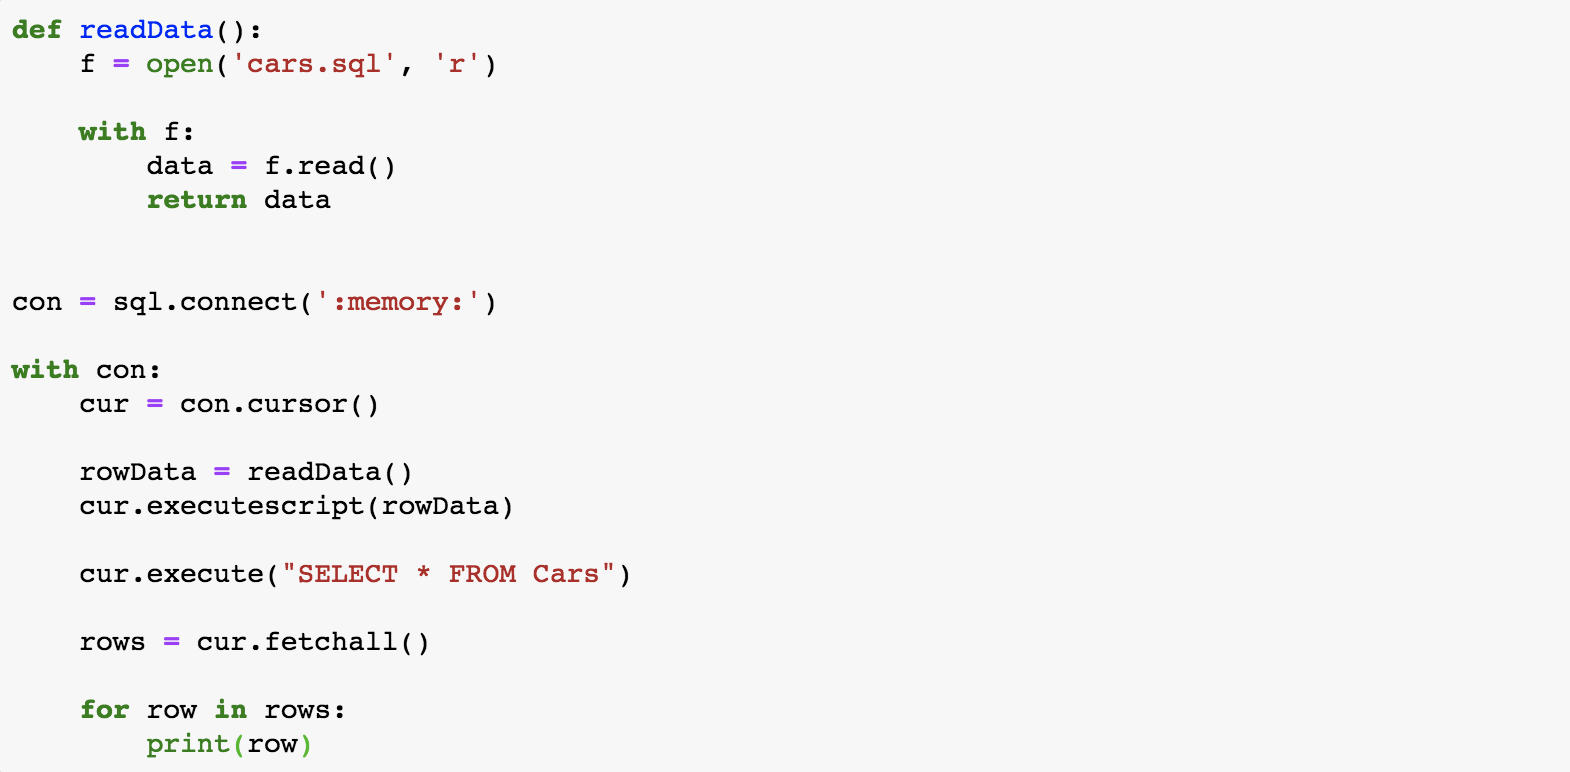 def readData():
    f = open('cars.sql', 'r')
    with f:
        data = f.read()
        return data
con = sql.connect(':memory:')
with con:
    cur = con.cursor()
    rowData = readData()
    cur.executescript(rowData)
    cur.execute("SELECT * FROM Cars")
    rows = cur.fetchall()
    for row in rows:
        print(row)